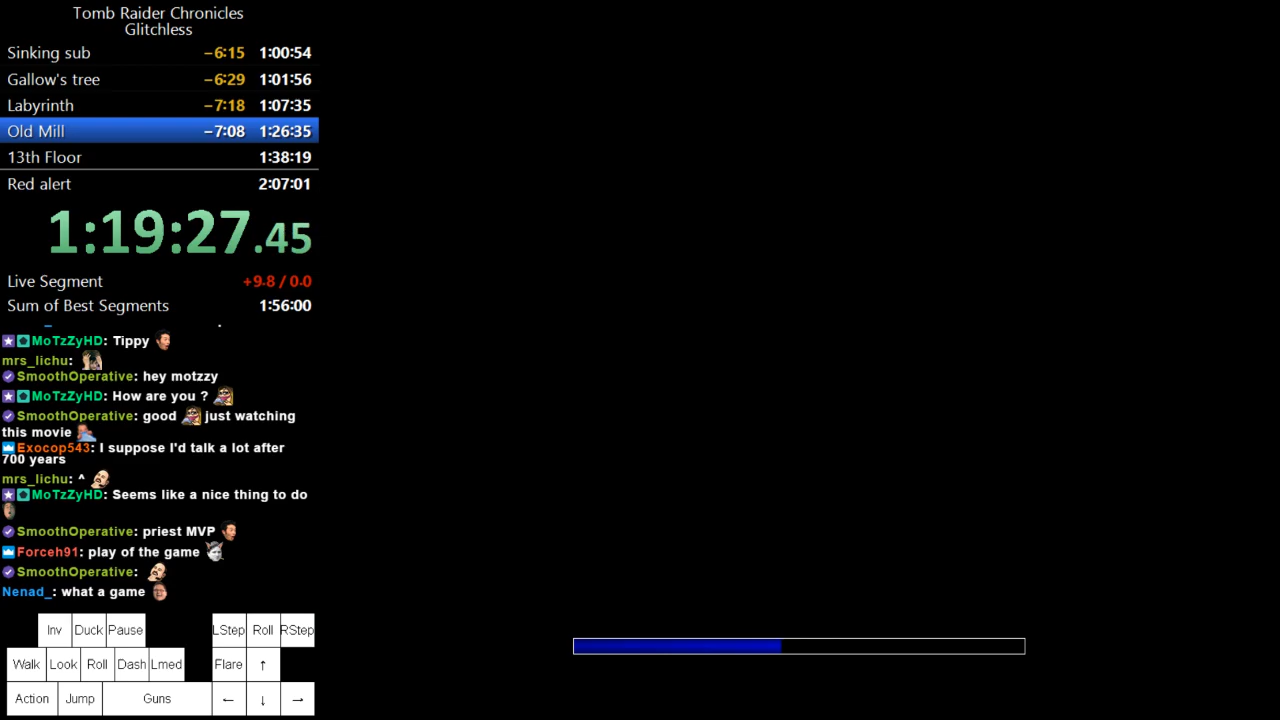 Tomb Raider Chronicles
Glitchless
Sinking sub −6:15 1:00:54
Gallow's tree −6:29 1:01:56
Labyrinth −7:18 1:07:35
Old Mill −7:08 1:26:35
13th Floor 1:38:19
Red alert 2:07:01
1:19:27.45
Live Segment +9.8 / 0.0
Sum of Best Segments 1:56:00
MoTzZyHD: Tippy
mrs_lichu:
SmoothOperative: hey motzzy
MoTzZyHD: How are you ?
SmoothOperative: good just watching
this movie
Exocop543: I suppose I'd talk a lot after
700 years
mrs_lichu: ^
MoTzZyHD: Seems like a nice thing to do
SmoothOperative: priest MVP
Forceh91: play of the game
SmoothOperative:
Nenad_: what a game
Inv Duck Pause LStep Roll RStep
Walk Look Roll Dash Lmed Flare ↑
Action Jump Guns ← ↓ →